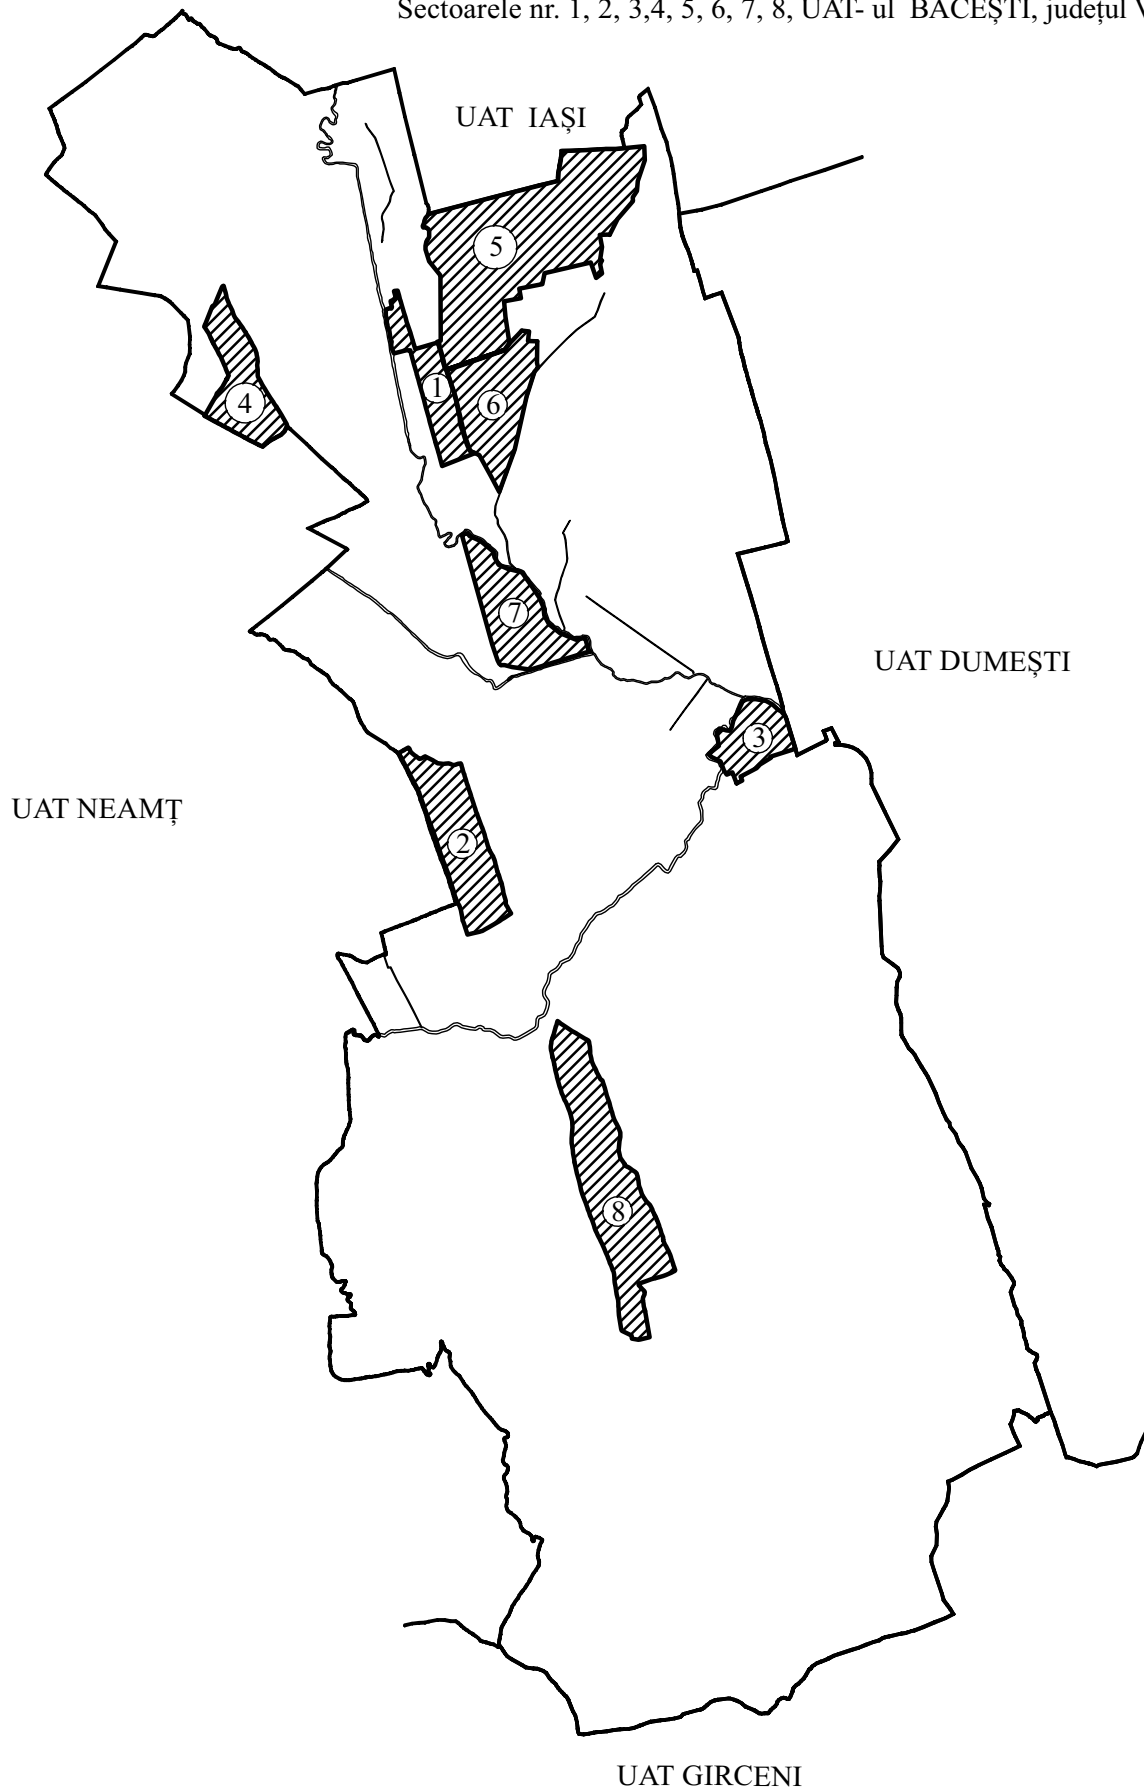 Sectoarele nr. 1, 2, 3,4, 5, 6, 7, 8, UAT- ul BACEȘTI, județul
UAT IAȘI
5
1
6
4
7
UAT DUMEȘTI
3
UAT NEAMȚ
2
8
UAT GIRCENI